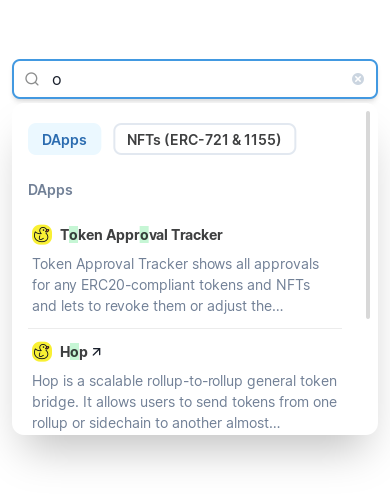 o
DApps NFTs (ERC-721 & 1155)
DApps
Token Approval Tracker
Token Approval Tracker shows all approvals
for any ERC20-compliant tokens and NFTs
and lets to revoke them or adjust the...
Hop ↗
Hop is a scalable rollup-to-rollup general token
bridge. It allows users to send tokens from one
rollup or sidechain to another almost...